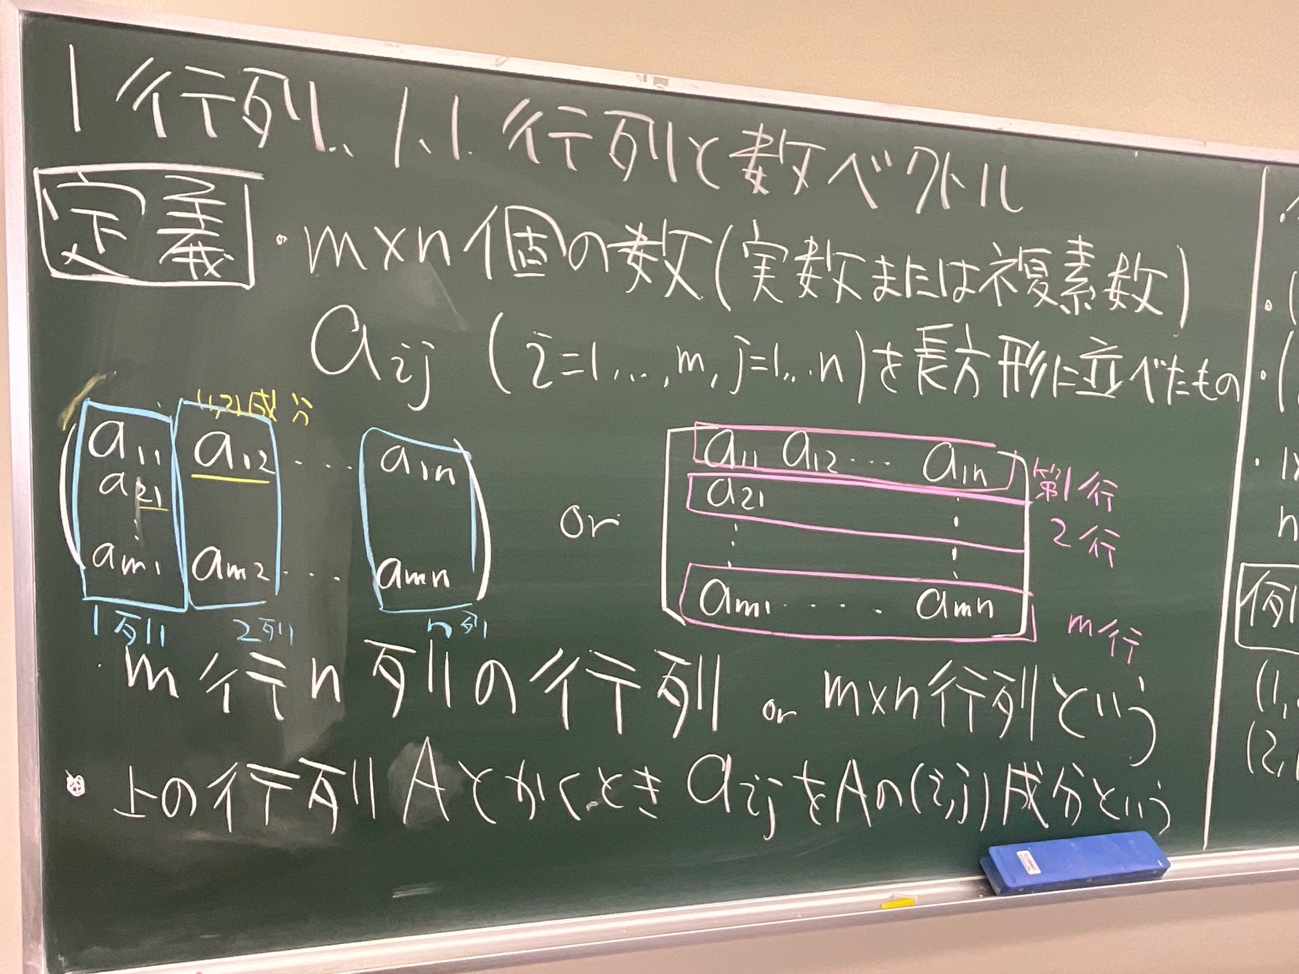 1 行列. 1.1 行列と数ベクトル
定義 ・m×n個の数(実数または複素数)
aij (i=1,...,m, j=1,..n)を長方形に並べたもの
(1,2)成分
a11 a12 ... a1n
a21
am1 am2 ... amn
1列 2列 n列
or
a11 a12 ... a1n 第1行
a21 2行
am1 .... amn m行
・m行n列の行列 or m×n行列という
・上の行列Aとかくとき aijをAの(i,j)成分という
例
(1,
(2,